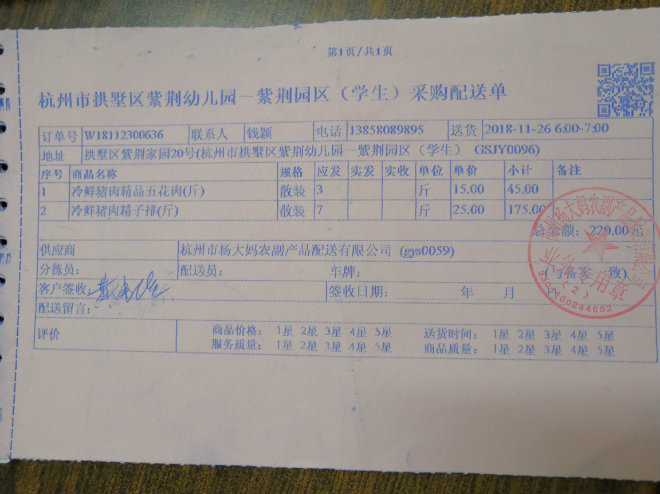 第1页/共1页
杭州市拱墅区紫荆幼儿园—紫荆园区（学生）采购配送单
订单号 W18112300636 联系人 钱颖 电话 13858089895 送货 2018-11-26 6:00-7:00
地址 拱墅区紫荆家园20号(杭州市拱墅区紫荆幼儿园—紫荆园区（学生） GSJY0096)
序号 商品名称 规格 应发 实发 实收 单位 单价 小计 备注
1 冷鲜猪肉精品五花肉(斤) 散装 3 斤 15.00 45.00
2 冷鲜猪肉精子排(斤) 散装 7 斤 25.00 175.00
总金额: 220.00元
供应商 杭州市杨大妈农副产品配送有限公司 (gys0059)
分拣员: 配送员: 车牌:
客户签收: 签收日期: 年 月
配送留言:
评价 商品价格: 1星 2星 3星 4星 5星 送货时间: 1星 2星 3星 4星 5星
服务质量: 1星 2星 3星 4星 5星 商品质量: 1星 2星 3星 4星 5星